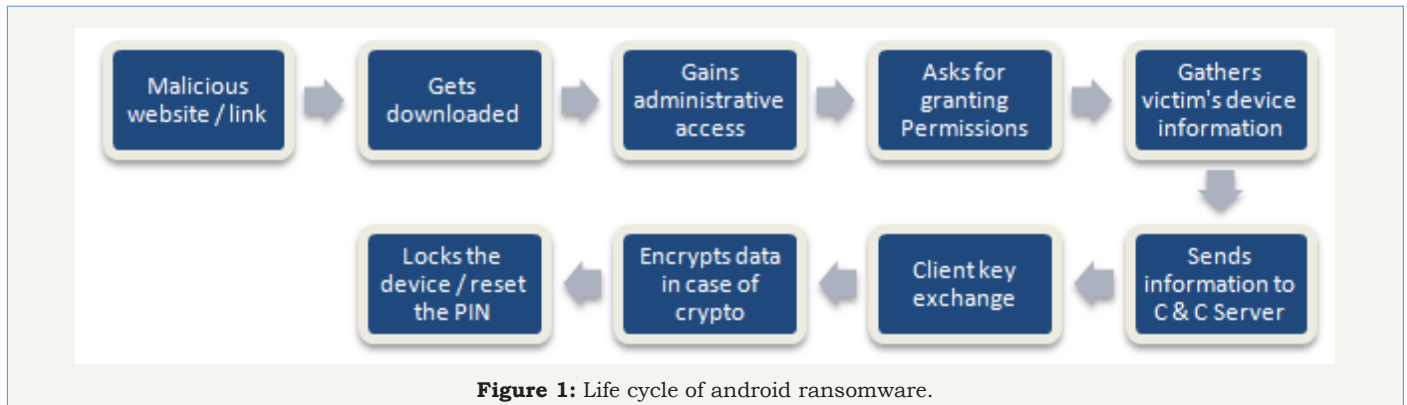 Malicious
website / link
Gets
downloaded
Gains
administrative
access
Asks for
granting
Permissions
Gathers
victim's device
information
Sends
information to
C & C Server
Client key
exchange
Encrypts data
in case of
crypto
Locks the
device / reset
the PIN
Figure 1: Life cycle of android ransomware.